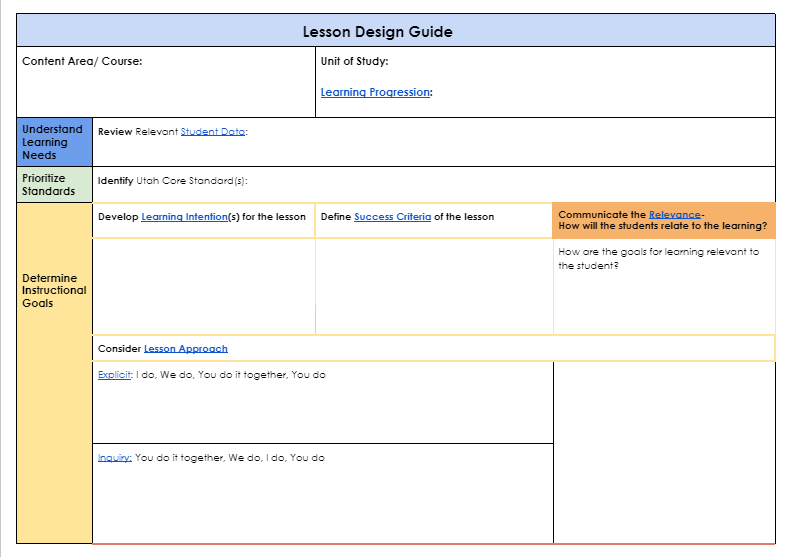 Lesson Design Guide
Content Area/ Course:
Unit of Study:
Learning Progression:
Understand
Learning
Needs
Review Relevant Student Data:
Prioritize
Standards
Identify Utah Core Standard(s):
Develop Learning Intention(s) for the lesson
Define Success Criteria of the lesson
Communicate the Relevance-
How will the students relate to the learning?
How are the goals for learning relevant to
the student?
Determine
Instructional
Goals
Consider Lesson Approach
Explicit: I do, We do, You do it together, You do
Inquiry: You do it together, We do, I do, You do